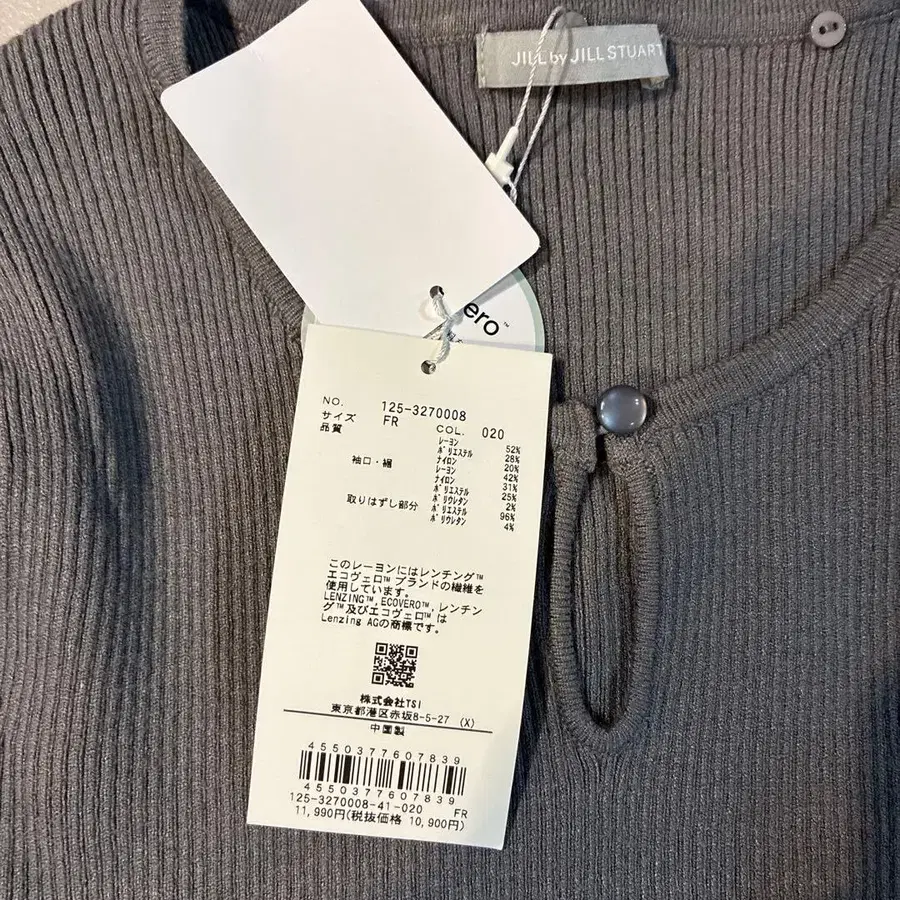 JILL by JILL STUART
ero™
NO. 125-3270008
サイズ FR COL. 020
品質 レーヨン 52%
ポリエステル 28%
ナイロン 20%
袖口・裾 レーヨン 42%
ナイロン 31%
ポリエステル 25%
ポリウレタン 2%
取りはずし部分 ポリエステル 96%
ポリウレタン 4%
このレーヨンにはレンチング™
エコヴェロ™ ブランドの繊維を
使用しています。
LENZING™,ECOVERO™,レンチン
グ™及びエコヴェロ™ は
Lenzing AGの商標です。
株式会社TSI
東京都港区赤坂8-5-27 (X)
中国製
4550377607839
4550377607839
125-3270008-41-020 FR
11,990円(税抜価格 10,900円)